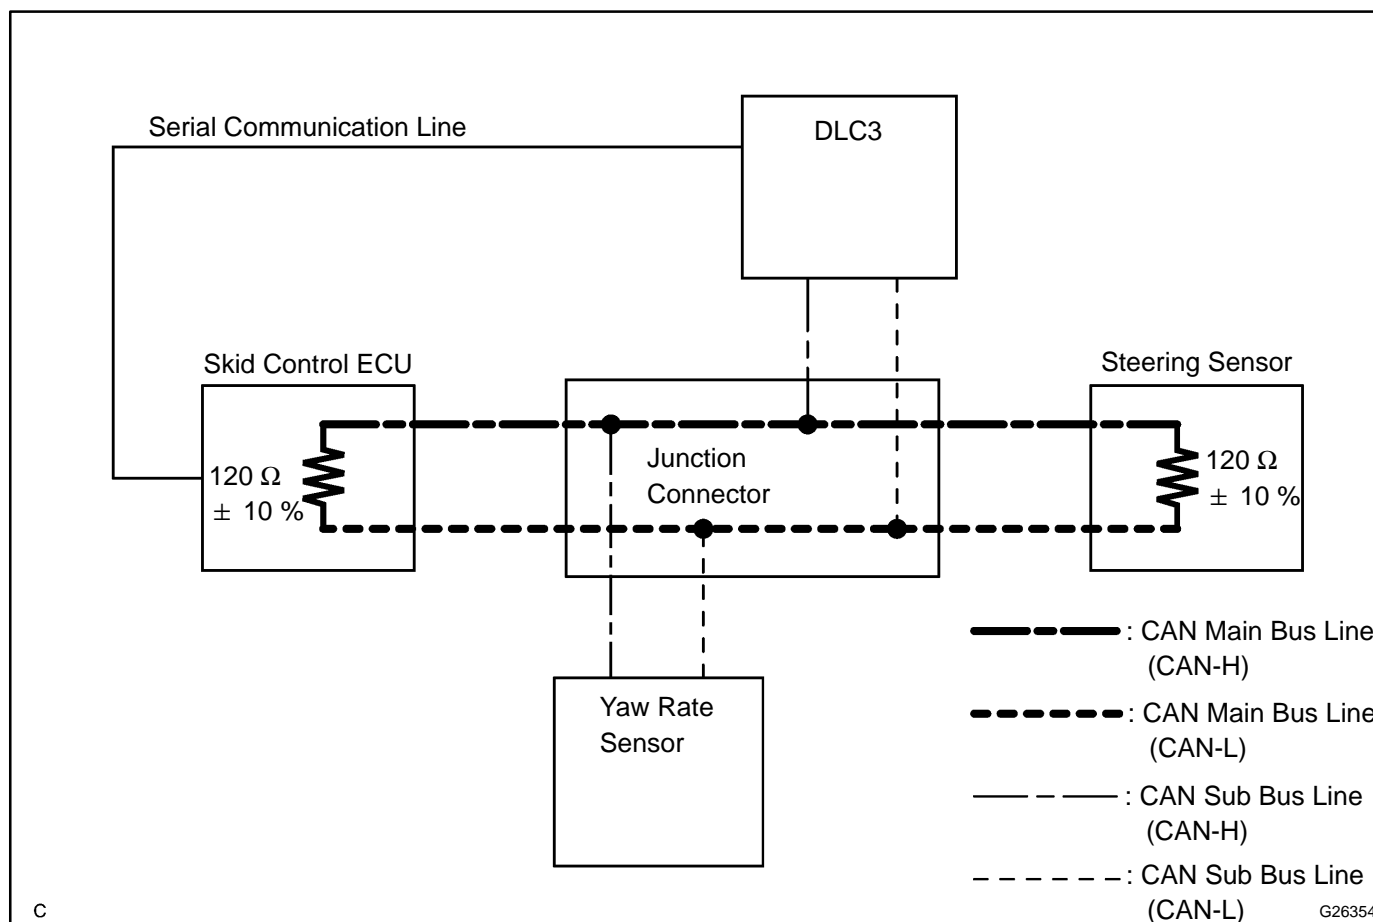 Serial Communication Line
DLC3
Skid Control ECU
Steering Sensor
120 Ω
± 10 %
Junction
Connector
120 Ω
± 10 %
Yaw Rate
Sensor
: CAN Main Bus Line
(CAN-H)
: CAN Main Bus Line
(CAN-L)
: CAN Sub Bus Line
(CAN-H)
: CAN Sub Bus Line
(CAN-L)
C
G26354